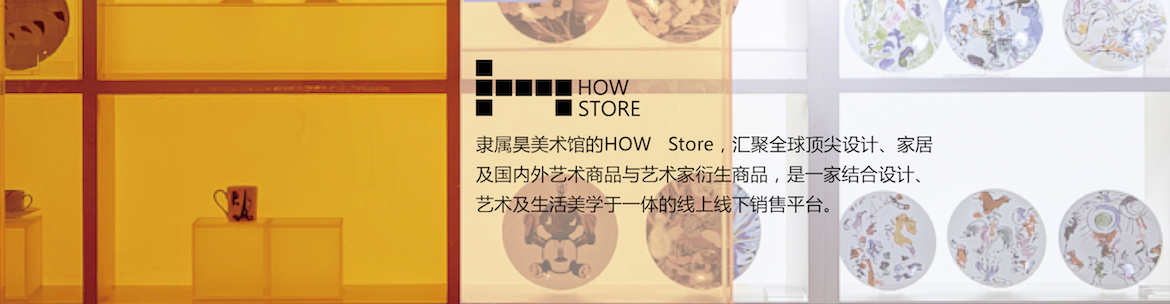 HOW
STORE
隶属昊美术馆的HOW Store，汇聚全球顶尖设计、家居
及国内外艺术商品与艺术家衍生商品，是一家结合设计、
艺术及生活美学于一体的线上线下销售平台。